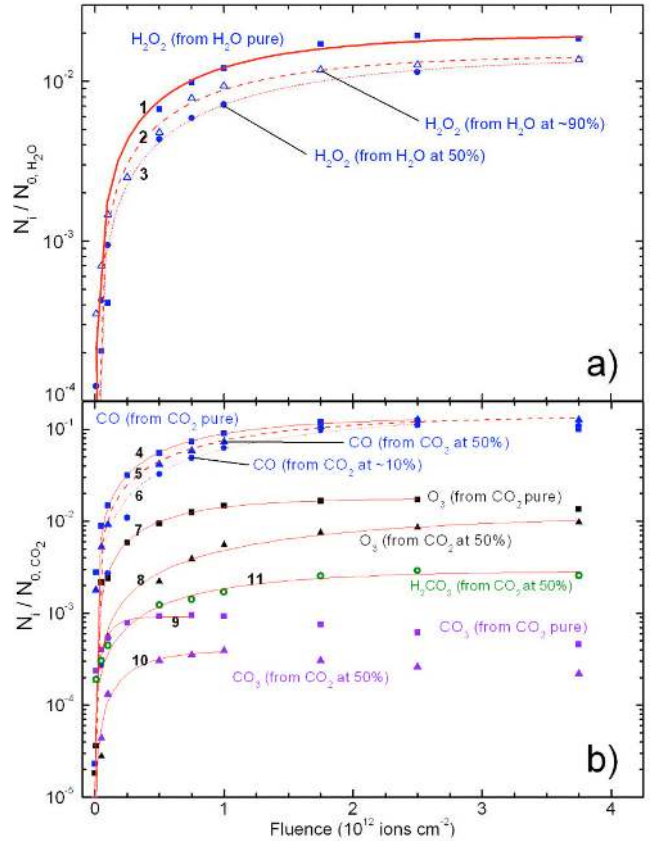 H₂O₂ (from H₂O pure)
10⁻²
1
2
3
H₂O₂ (from H₂O at ~90%)
H₂O₂ (from H₂O at 50%)
Nᵢ / N₀, H₂O
10⁻³
a)
10⁻⁴
CO (from CO₂ pure)
10⁻¹
4
5
6
CO (from CO₃ at 50%)
CO (from CO₂ at ~10%)
O₃ (from CO₂ pure)
10⁻²
7
O₃ (from CO₂ at 50%)
8
11
H₂CO₃ (from CO₂ at 50%)
Nᵢ / N₀, CO₂
10⁻³
9
CO₃ (from CO₂ pure)
10
CO₃ (from CO₂ at 50%)
10⁻⁴
b)
10⁻⁵
0
1
2
3
4
Fluence (10¹² ions cm⁻²)